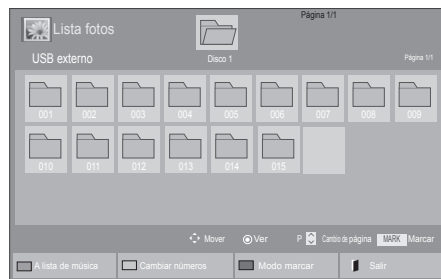 Página 1/1
Lista fotos
USB externo Disco 1 Página 1/1
001 002 003 004 005 006 007 008 009
010 011 012 013 014 015
Mover Ver P Cambio de página MARK Marcar
A lista de música Cambiar números Modo marcar Salir